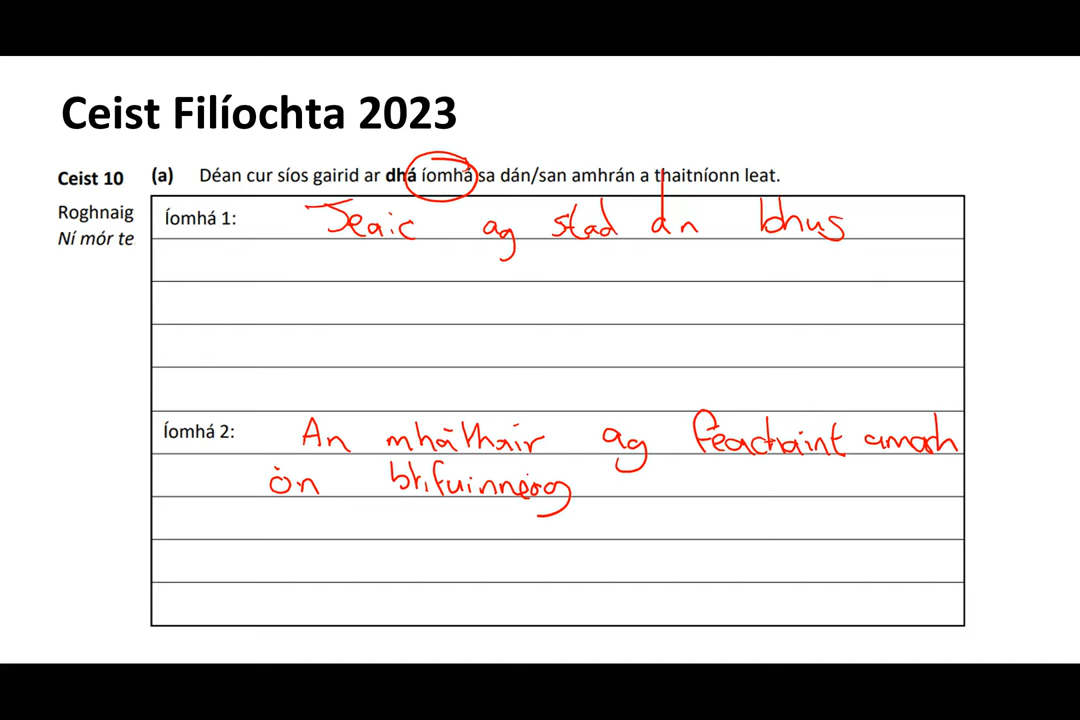 Ceist Filíochta 2023
Ceist 10 (a) Déan cur síos gairid ar dhá íomhá sa dán/san amhrán a thaitníonn leat.
Roghnaig
Ní mór te
Íomhá 1: Jeaic ag stad an bhus
Íomhá 2: An mháthair ag féachaint amach
ón bhfuinneog